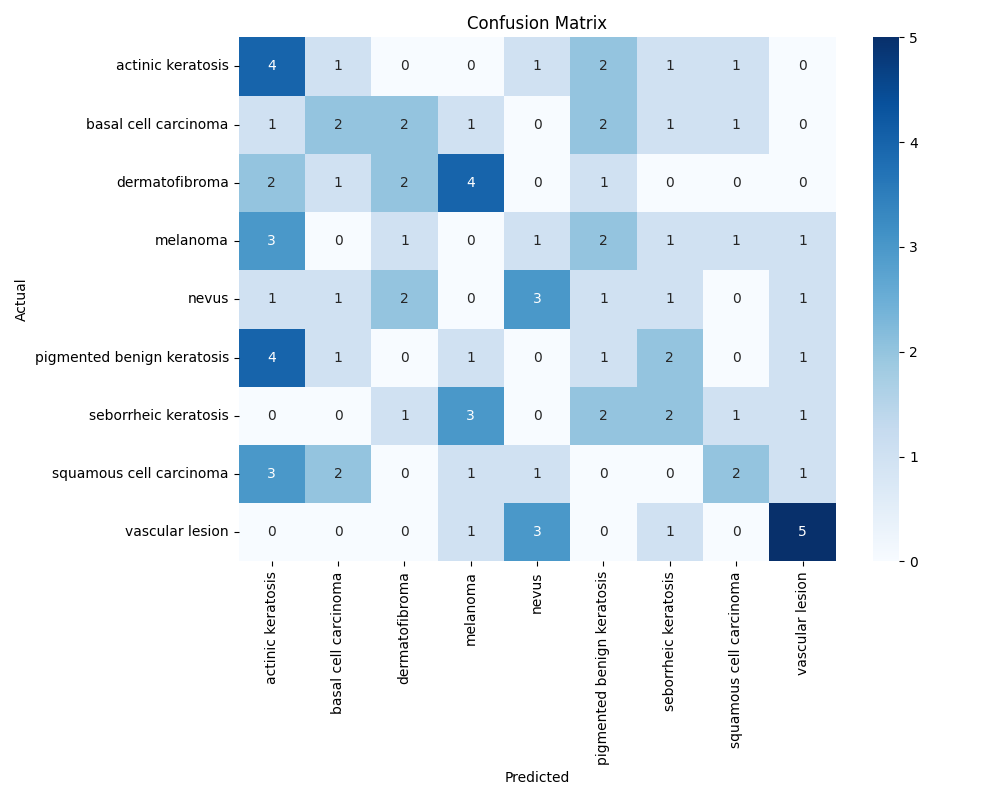 Confusion Matrix
Actual
actinic keratosis 4 1 0 0 1 2 1 1 0
basal cell carcinoma 1 2 2 1 0 2 1 1 0
dermatofibroma 2 1 2 4 0 1 0 0 0
melanoma 3 0 1 0 1 2 1 1 1
nevus 1 1 2 0 3 1 1 0 1
pigmented benign keratosis 4 1 0 1 0 1 2 0 1
seborrheic keratosis 0 0 1 3 0 2 2 1 1
squamous cell carcinoma 3 2 0 1 1 0 0 2 1
vascular lesion 0 0 0 1 3 0 1 0 5
actinic keratosis
basal cell carcinoma
dermatofibroma
melanoma
nevus
pigmented benign keratosis
seborrheic keratosis
squamous cell carcinoma
vascular lesion
Predicted
5
4
3
2
1
0